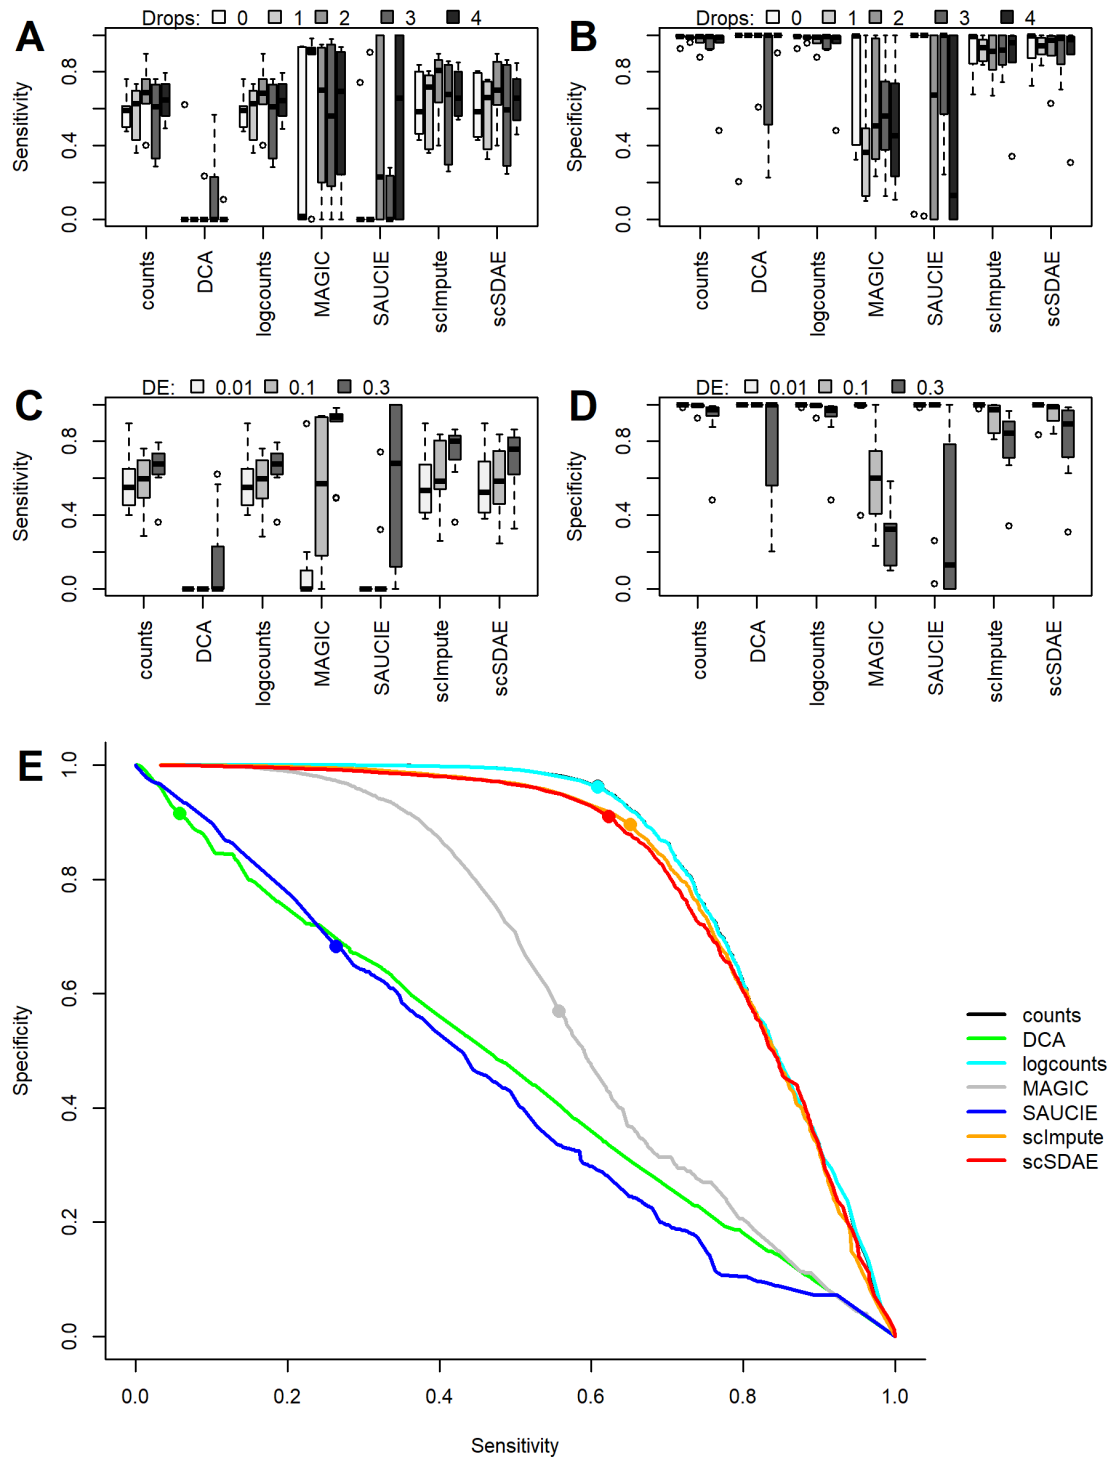 A
Drops: 0 1 2 3 4
Sensitivity
0.0 0.4 0.8
counts DCA logcounts MAGIC SAUCIE scImpute scSDAE
B
Drops: 0 1 2 3 4
Specificity
0.0 0.4 0.8
counts DCA logcounts MAGIC SAUCIE scImpute scSDAE
C
DE: 0.01 0.1 0.3
Sensitivity
0.0 0.4 0.8
counts DCA logcounts MAGIC SAUCIE scImpute scSDAE
D
DE: 0.01 0.1 0.3
Specificity
0.0 0.4 0.8
counts DCA logcounts MAGIC SAUCIE scImpute scSDAE
E
Specificity
0.0 0.2 0.4 0.6 0.8 1.0
0.0 0.2 0.4 0.6 0.8 1.0
Sensitivity
counts
DCA
logcounts
MAGIC
SAUCIE
scImpute
scSDAE